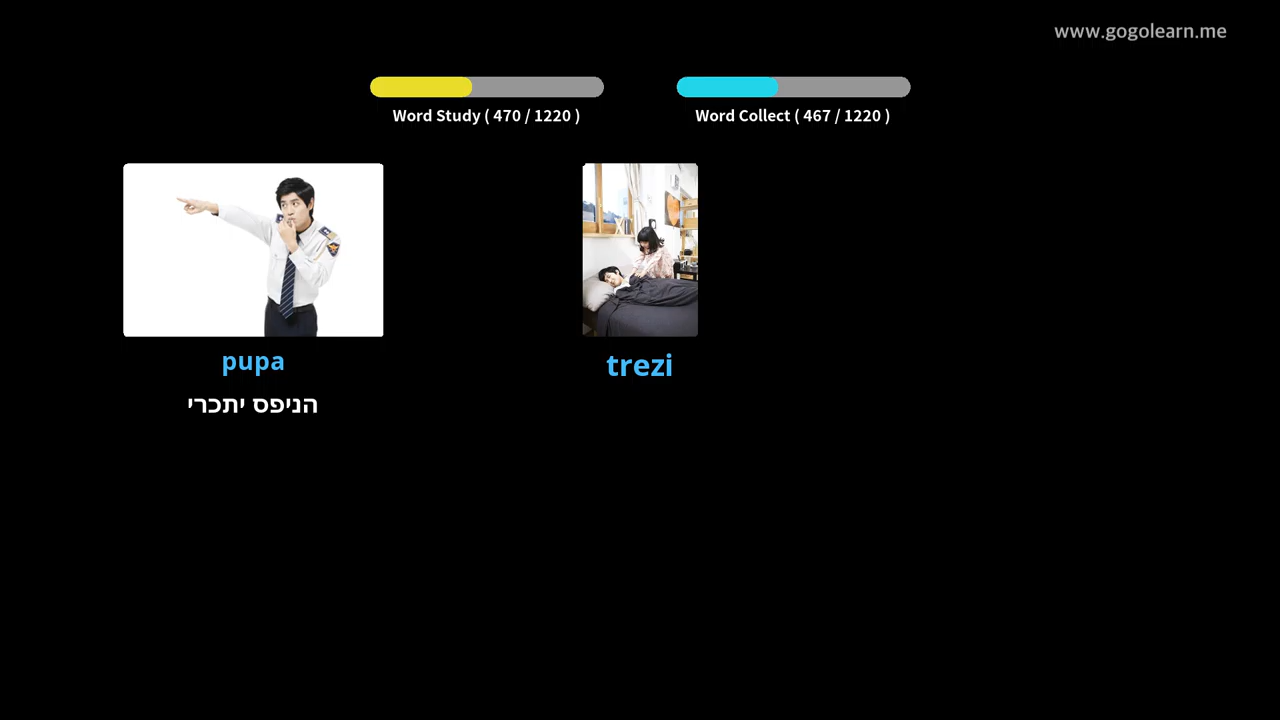 www.gogolearn.me
Word Study ( 470 / 1220 )
Word Collect ( 467 / 1220 )
pupa
הניפס יתכרי
trezi